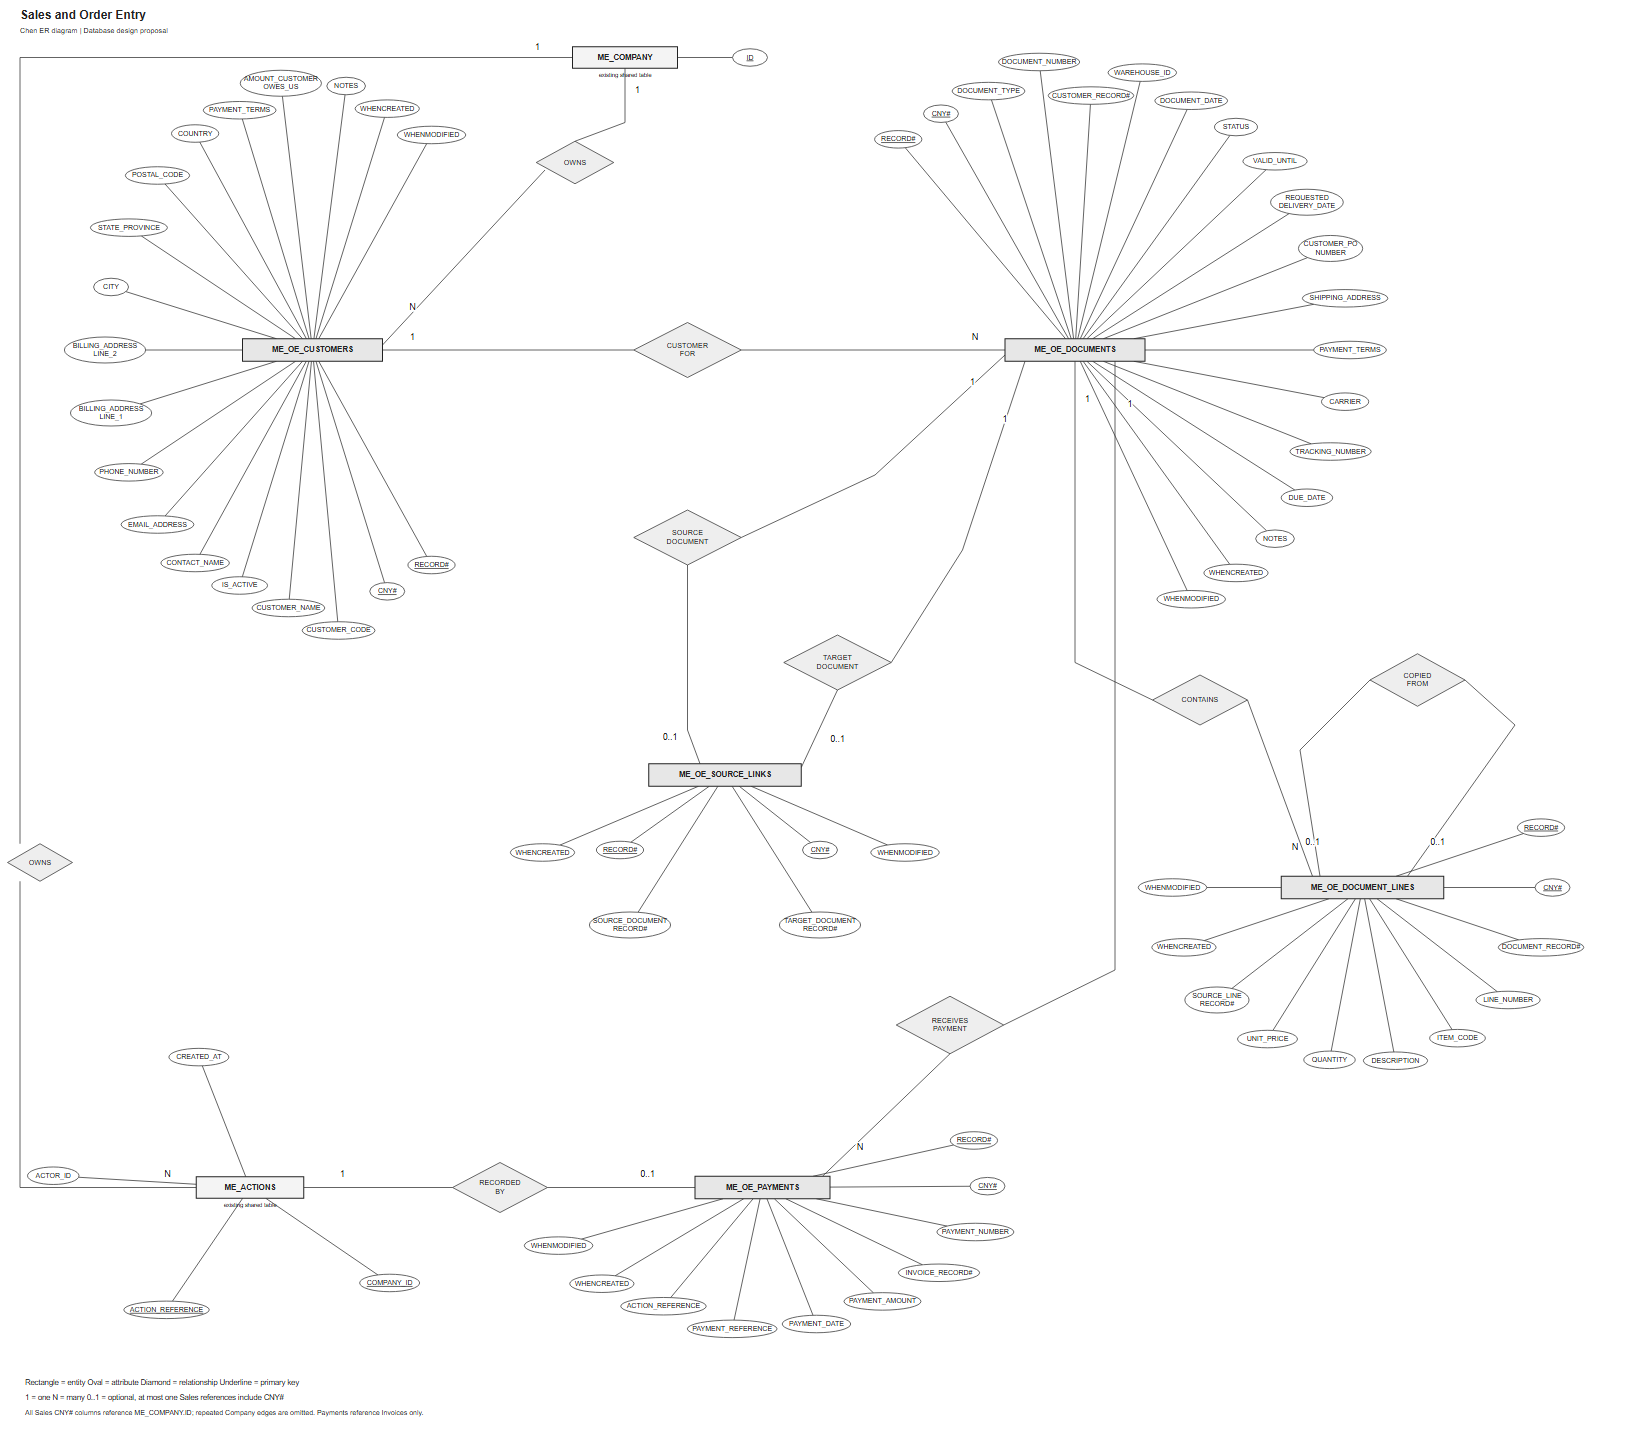 Sales and Order Entry
Chen ER diagram | Database design proposal
1
ME_COMPANY
existing shared table
ID
1
OWNS
AMOUNT_CUSTOMER
OWES_US
NOTES
PAYMENT_TERMS
WHENCREATED
COUNTRY
WHENMODIFIED
POSTAL_CODE
STATE_PROVINCE
CITY
BILLING_ADDRESS
LINE_2
ME_OE_CUSTOMERS
N
1
BILLING_ADDRESS
LINE_1
PHONE_NUMBER
EMAIL_ADDRESS
CONTACT_NAME
IS_ACTIVE
CUSTOMER_NAME
CUSTOMER_CODE
CNY#
RECORD#
CUSTOMER
FOR
N
DOCUMENT_NUMBER
WAREHOUSE_ID
DOCUMENT_TYPE
CUSTOMER_RECORD#
DOCUMENT_DATE
CNY#
STATUS
RECORD#
VALID_UNTIL
REQUESTED
DELIVERY_DATE
CUSTOMER_PO
NUMBER
SHIPPING_ADDRESS
ME_OE_DOCUMENTS
PAYMENT_TERMS
CARRIER
TRACKING_NUMBER
DUE_DATE
NOTES
WHENCREATED
WHENMODIFIED
1
1
1
1
SOURCE
DOCUMENT
TARGET
DOCUMENT
0..1
0..1
ME_OE_SOURCE_LINKS
WHENCREATED
RECORD#
CNY#
WHENMODIFIED
SOURCE_DOCUMENT
RECORD#
TARGET_DOCUMENT
RECORD#
CONTAINS
COPIED
FROM
N
0..1
0..1
RECORD#
WHENMODIFIED
ME_OE_DOCUMENT_LINES
CNY#
WHENCREATED
DOCUMENT_RECORD#
SOURCE_LINE
RECORD#
LINE_NUMBER
UNIT_PRICE
ITEM_CODE
QUANTITY
DESCRIPTION
OWNS
RECEIVES
PAYMENT
CREATED_AT
ACTOR_ID
N
ME_ACTIONS
existing shared table
1
RECORDED
BY
0..1
ME_OE_PAYMENTS
N
RECORD#
CNY#
PAYMENT_NUMBER
INVOICE_RECORD#
PAYMENT_AMOUNT
PAYMENT_DATE
PAYMENT_REFERENCE
ACTION_REFERENCE
WHENCREATED
WHENMODIFIED
COMPANY_ID
ACTION_REFERENCE
Rectangle = entity Oval = attribute Diamond = relationship Underline = primary key
1 = one N = many 0..1 = optional, at most one Sales references include CNY#
All Sales CNY# columns reference ME_COMPANY.ID; repeated Company edges are omitted. Payments reference Invoices only.